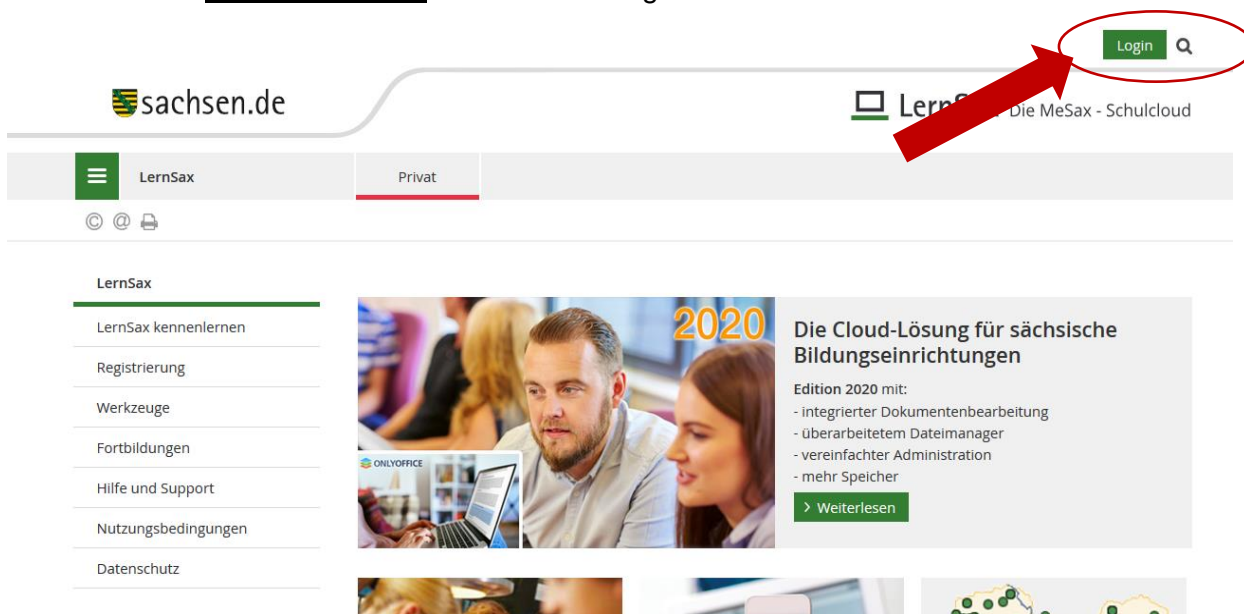 Login
sachsen.de
Die MeSax - Schulcloud
LernSax
Privat
© @
LernSax
LernSax kennenlernen
Registrierung
Werkzeuge
Fortbildungen
Hilfe und Support
Nutzungsbedingungen
Datenschutz
2020
ONLYOFFICE
Die Cloud-Lösung für sächsische
Bildungseinrichtungen
Edition 2020 mit:
- integrierter Dokumentenbearbeitung
- überarbeitetem Dateimanager
- vereinfachter Administration
- mehr Speicher
> Weiterlesen